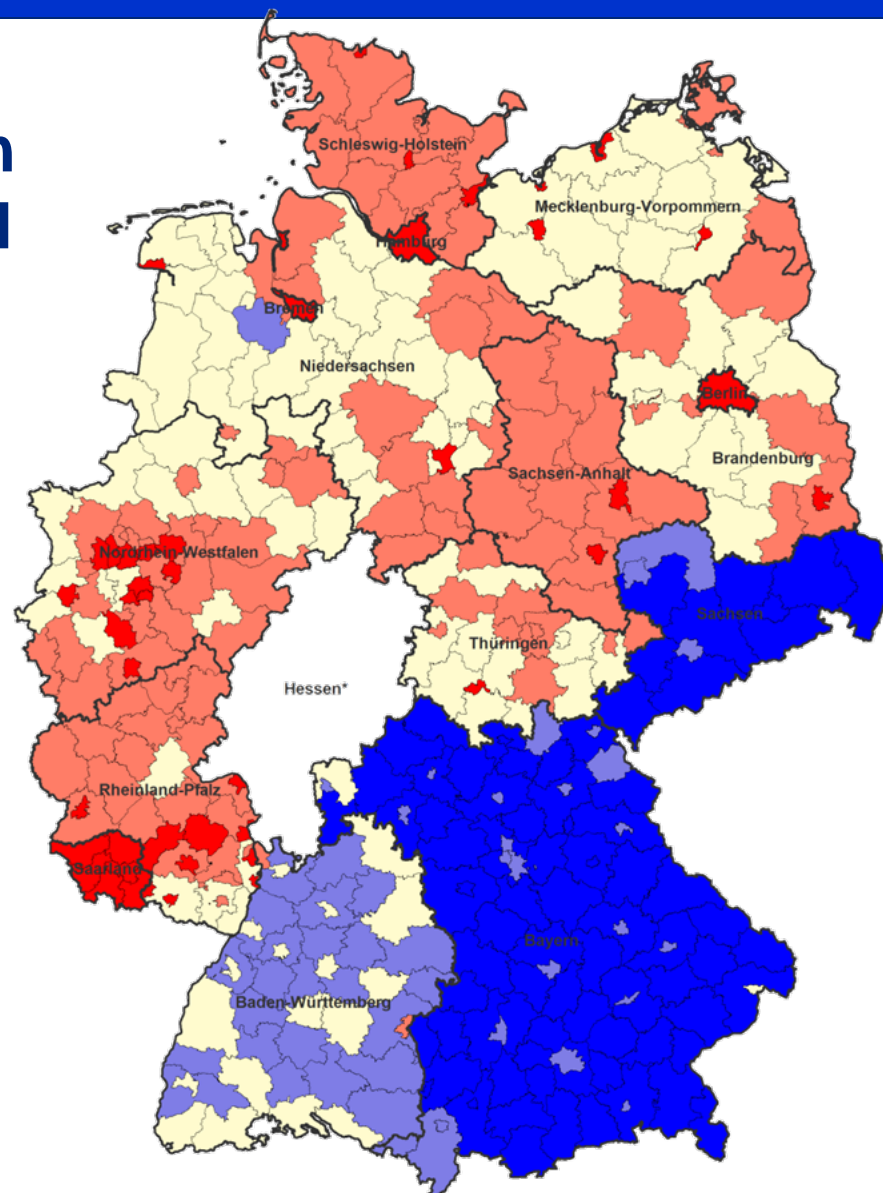 n
d
Schleswig-Holstein
Mecklenburg-Vorpommern
Hamburg
Bremen
Niedersachsen
Berlin
Brandenburg
Sachsen-Anhalt
Nordrhein-Westfalen
Sachsen
Thüringen
Hessen*
Rheinland-Pfalz
Saarland
Bayern
Baden-Württemberg